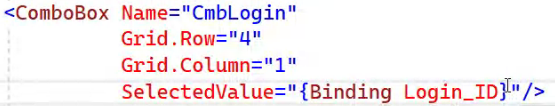 <ComboBox Name="CmbLogin"
Grid.Row="4"
Grid.Column="1"
SelectedValue="{Binding Login_ID}"/>